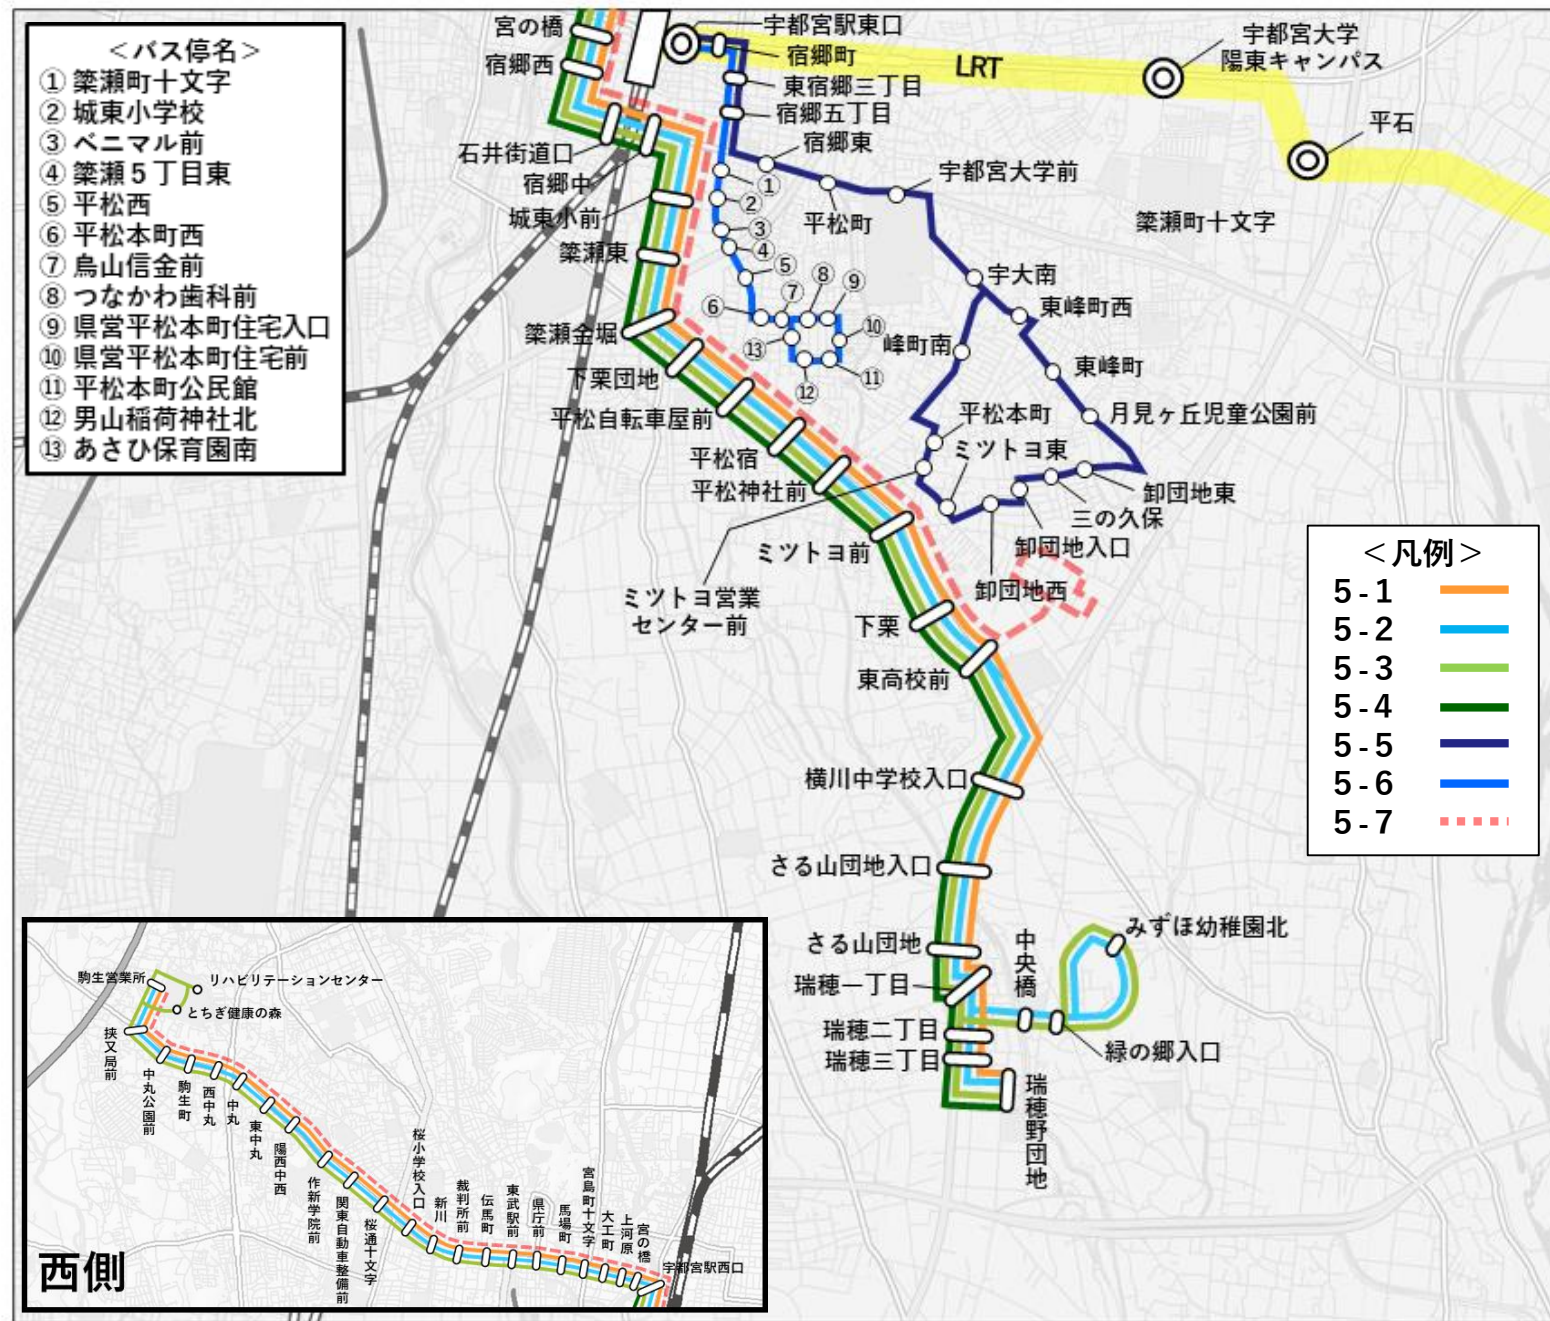 ＜バス停名＞
① 簗瀬町十文字
② 城東小学校
③ ベニマル前
④ 簗瀬５丁目東
⑤ 平松西
⑥ 平松本町西
⑦ 烏山信金前
⑧ つなかわ歯科前
⑨ 県営平松本町住宅入口
⑩ 県営平松本町住宅前
⑪ 平松本町公民館
⑫ 男山稲荷神社北
⑬ あさひ保育園南
宮の橋
宿郷西
石井街道口
宿郷中
城東小前
簗瀬東
簗瀬金堀
下栗団地
平松自転車屋前
平松宿
平松神社前
ミツトヨ前
ミツトヨ営業
センター前
下栗
東高校前
横川中学校入口
さる山団地入口
さる山団地
瑞穂一丁目
瑞穂二丁目
瑞穂三丁目
瑞穂野団地
中央橋
緑の郷入口
みずほ幼稚園北
宇都宮駅東口
宿郷町
東宿郷三丁目
宿郷五丁目
宿郷東
平松町
宇都宮大学前
LRT
宇都宮大学
陽東キャンパス
平石
簗瀬町十文字
宇大南
東峰町西
東峰町
月見ヶ丘児童公園前
峰町南
平松本町
ミツトヨ東
卸団地東
三の久保
卸団地入口
卸団地西
①
②
③
④
⑤
⑥
⑦
⑧
⑨
⑩
⑪
⑫
⑬
＜凡例＞
5-1
5-2
5-3
5-4
5-5
5-6
5-7
駒生営業所
リハビリテーションセンター
とちぎ健康の森
挟又局前
中丸公園前
駒生町
西中丸
中丸
東中丸
陽西中西
作新学院前
関東自動車整備前
桜通十文字
桜小学校入口
新川
裁判所前
伝馬町
東武駅前
県庁前
馬場町
宮島町十文字
大工町
上河原
宮の橋
宇都宮駅西口
西側